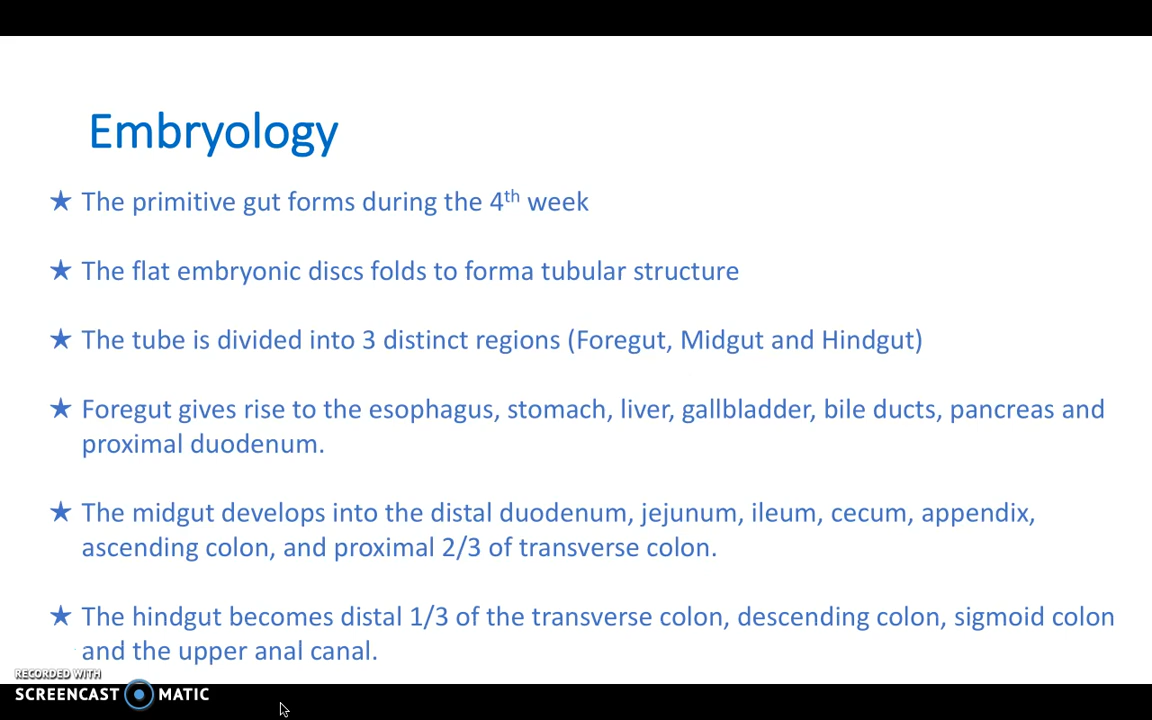 Embryology
★ The primitive gut forms during the 4th week
★ The flat embryonic discs folds to forma tubular structure
★ The tube is divided into 3 distinct regions (Foregut, Midgut and Hindgut)
★ Foregut gives rise to the esophagus, stomach, liver, gallbladder, bile ducts, pancreas and
proximal duodenum.
★ The midgut develops into the distal duodenum, jejunum, ileum, cecum, appendix,
ascending colon, and proximal 2/3 of transverse colon.
★ The hindgut becomes distal 1/3 of the transverse colon, descending colon, sigmoid colon
and the upper anal canal.
RECORDED WITH
SCREENCAST MATIC